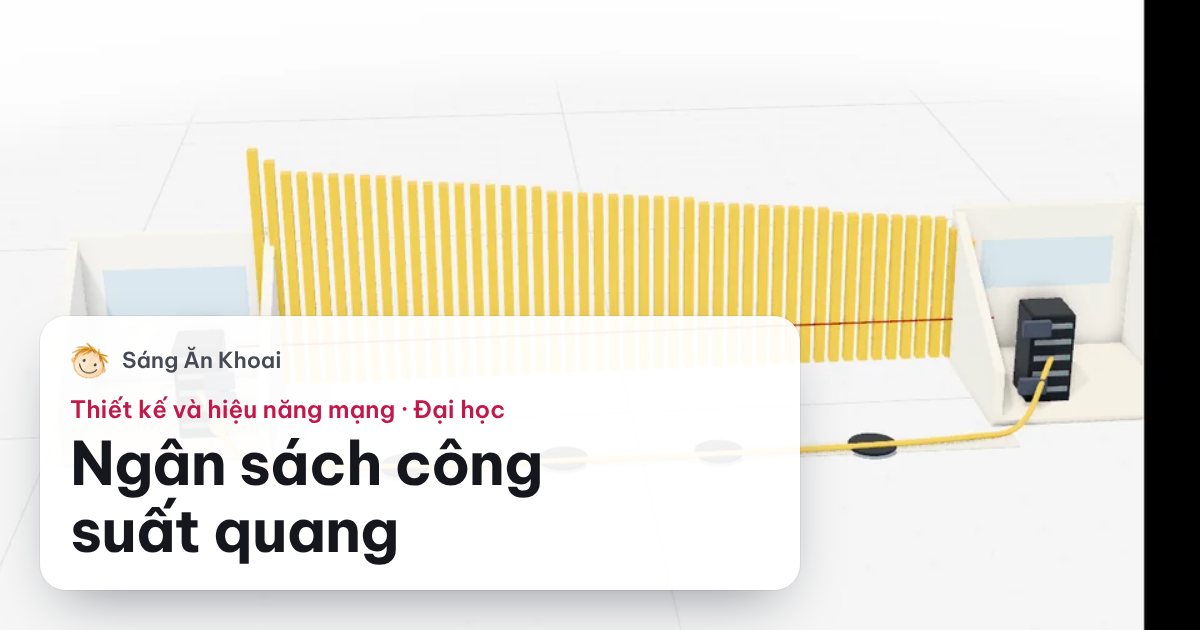 Sáng Ăn Khoai
Thiết kế và hiệu năng mạng · Đại học
Ngân sách công
suất quang